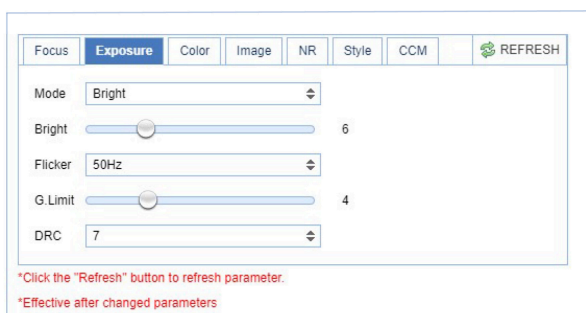 Focus Exposure Color Image NR Style CCM REFRESH
Mode Bright
Bright 6
Flicker 50Hz
G.Limit 4
DRC 7
*Click the "Refresh" button to refresh parameter.
*Effective after changed parameters